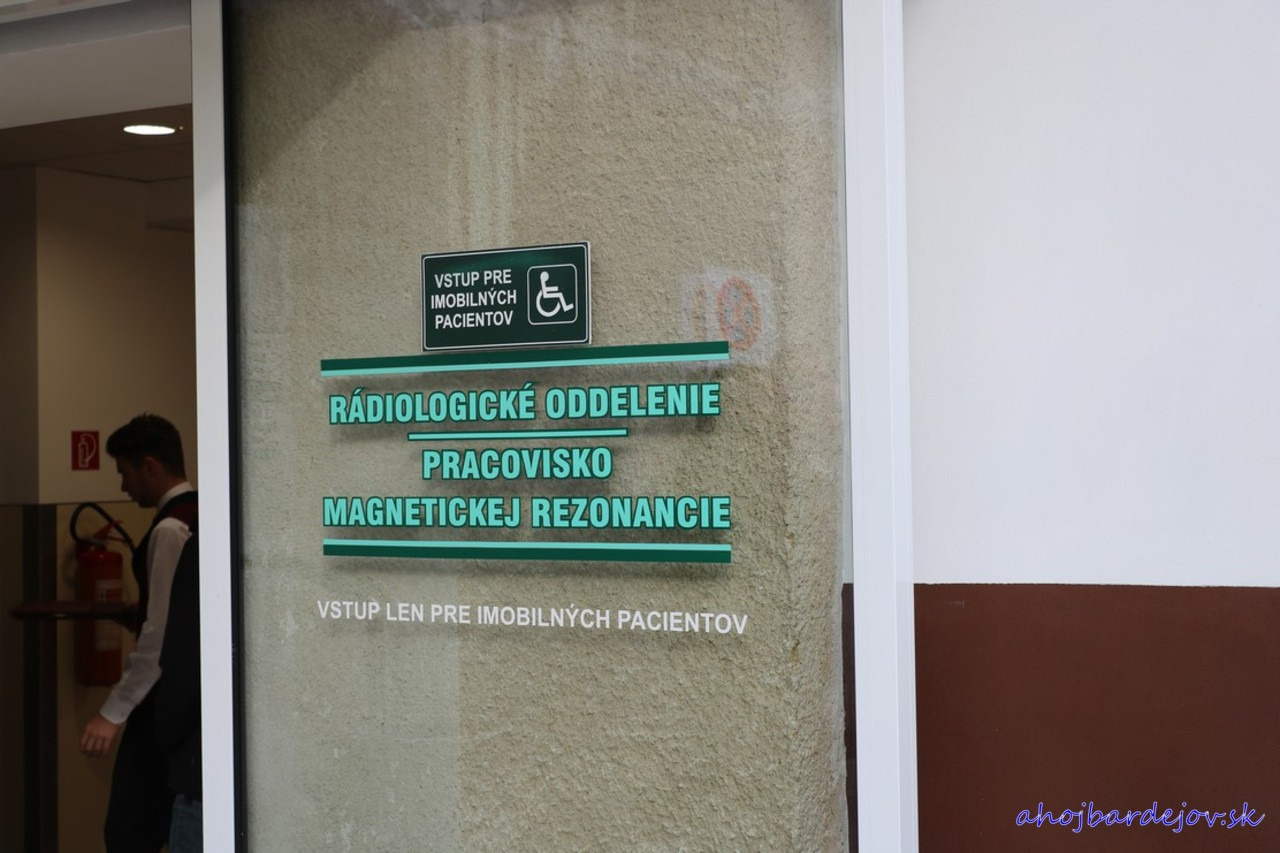 VSTUP PRE
IMOBILNÝCH
PACIENTOV
RÁDIOLOGICKÉ ODDELENIE
PRACOVISKO
MAGNETICKEJ REZONANCIE
VSTUP LEN PRE IMOBILNÝCH PACIENTOV
ahojbardejov.sk